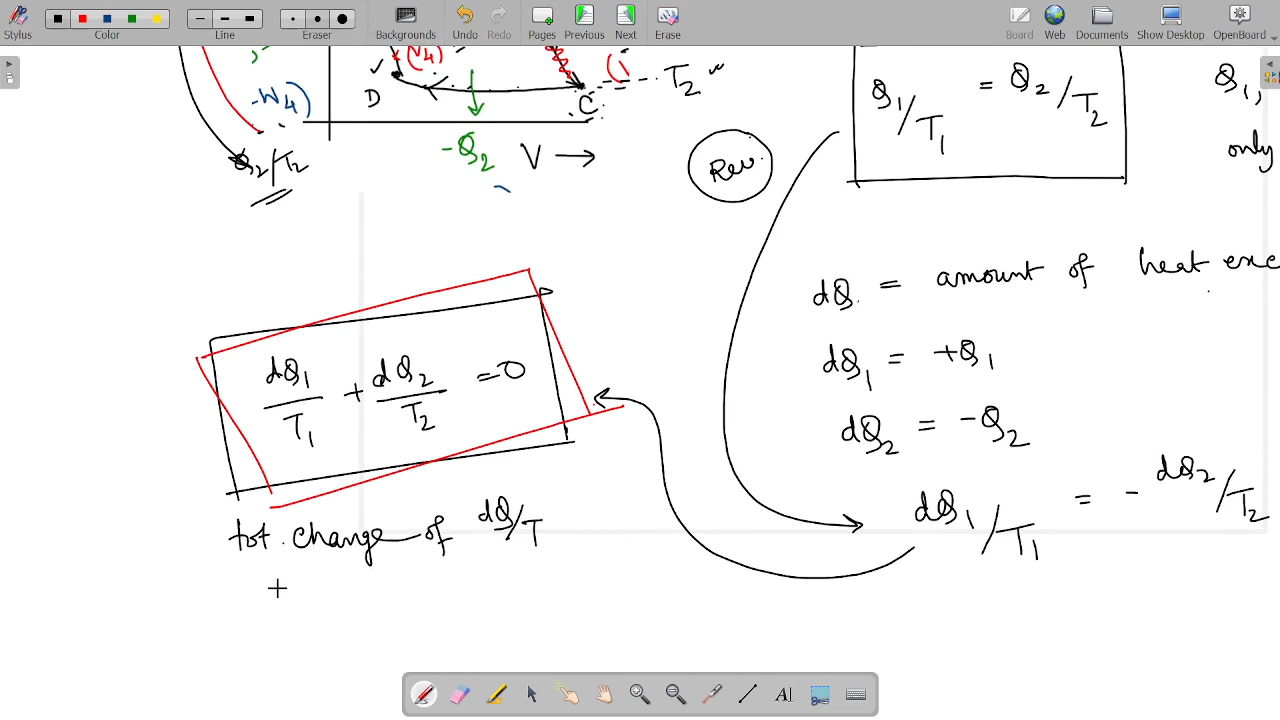 Stylus
Color
Line
Eraser
Backgrounds
Undo
Redo
Pages
Previous
Next
Erase
Board
Web
Documents
Show Desktop
OpenBoard
-W4)
Q2/T2
D
C
T2
-Q2
V →
Rev.
Q1/T1 = Q2/T2
Q1,
only
dQ = amount of heat exc
dQ1 = +Q1
dQ2 = -Q2
dQ1/T1 = - dQ2/T2
dQ1/T1 + dQ2/T2 = 0
tot. change of dQ/T